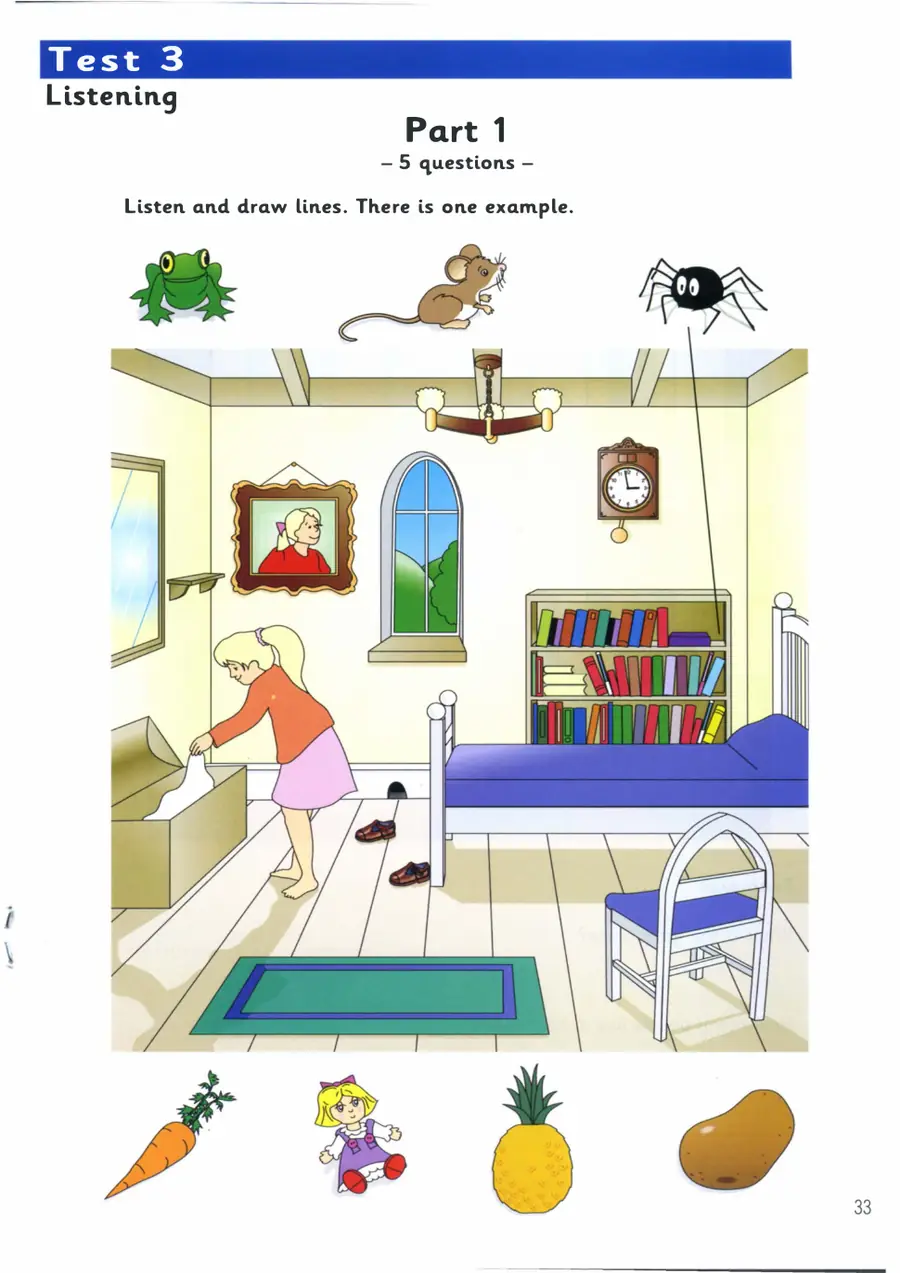 Test 3
Listening
Part 1
– 5 questions –
Listen and draw lines. There is one example.
33